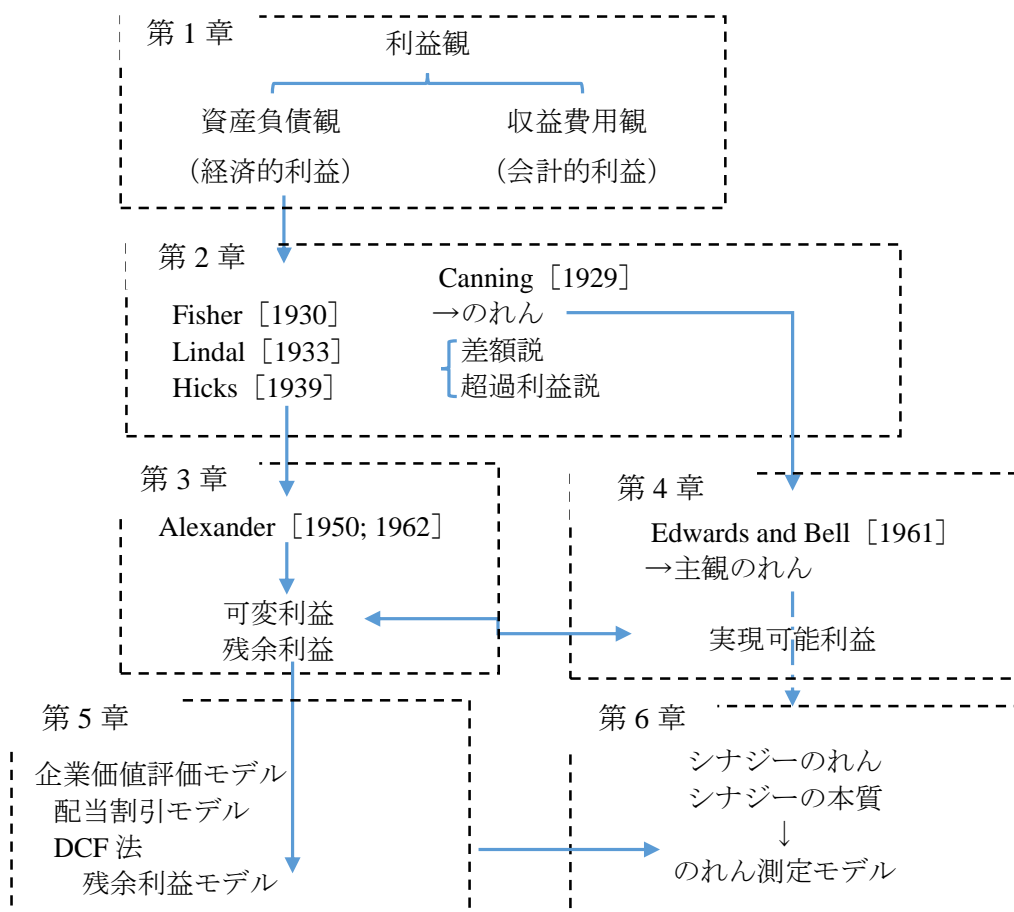 第 1 章
利益観
資産負債観
(経済的利益)
収益費用観
(会計的利益)
第 2 章
Fisher［1930］
Lindal［1933］
Hicks［1939］
Canning［1929］
→のれん
差額説
超過利益説
第 3 章
Alexander［1950; 1962］
可変利益
残余利益
第 4 章
Edwards and Bell［1961］
→主観のれん
実現可能利益
第 5 章
企業価値評価モデル
配当割引モデル
DCF 法
残余利益モデル
第 6 章
シナジーのれん
シナジーの本質
↓
のれん測定モデル